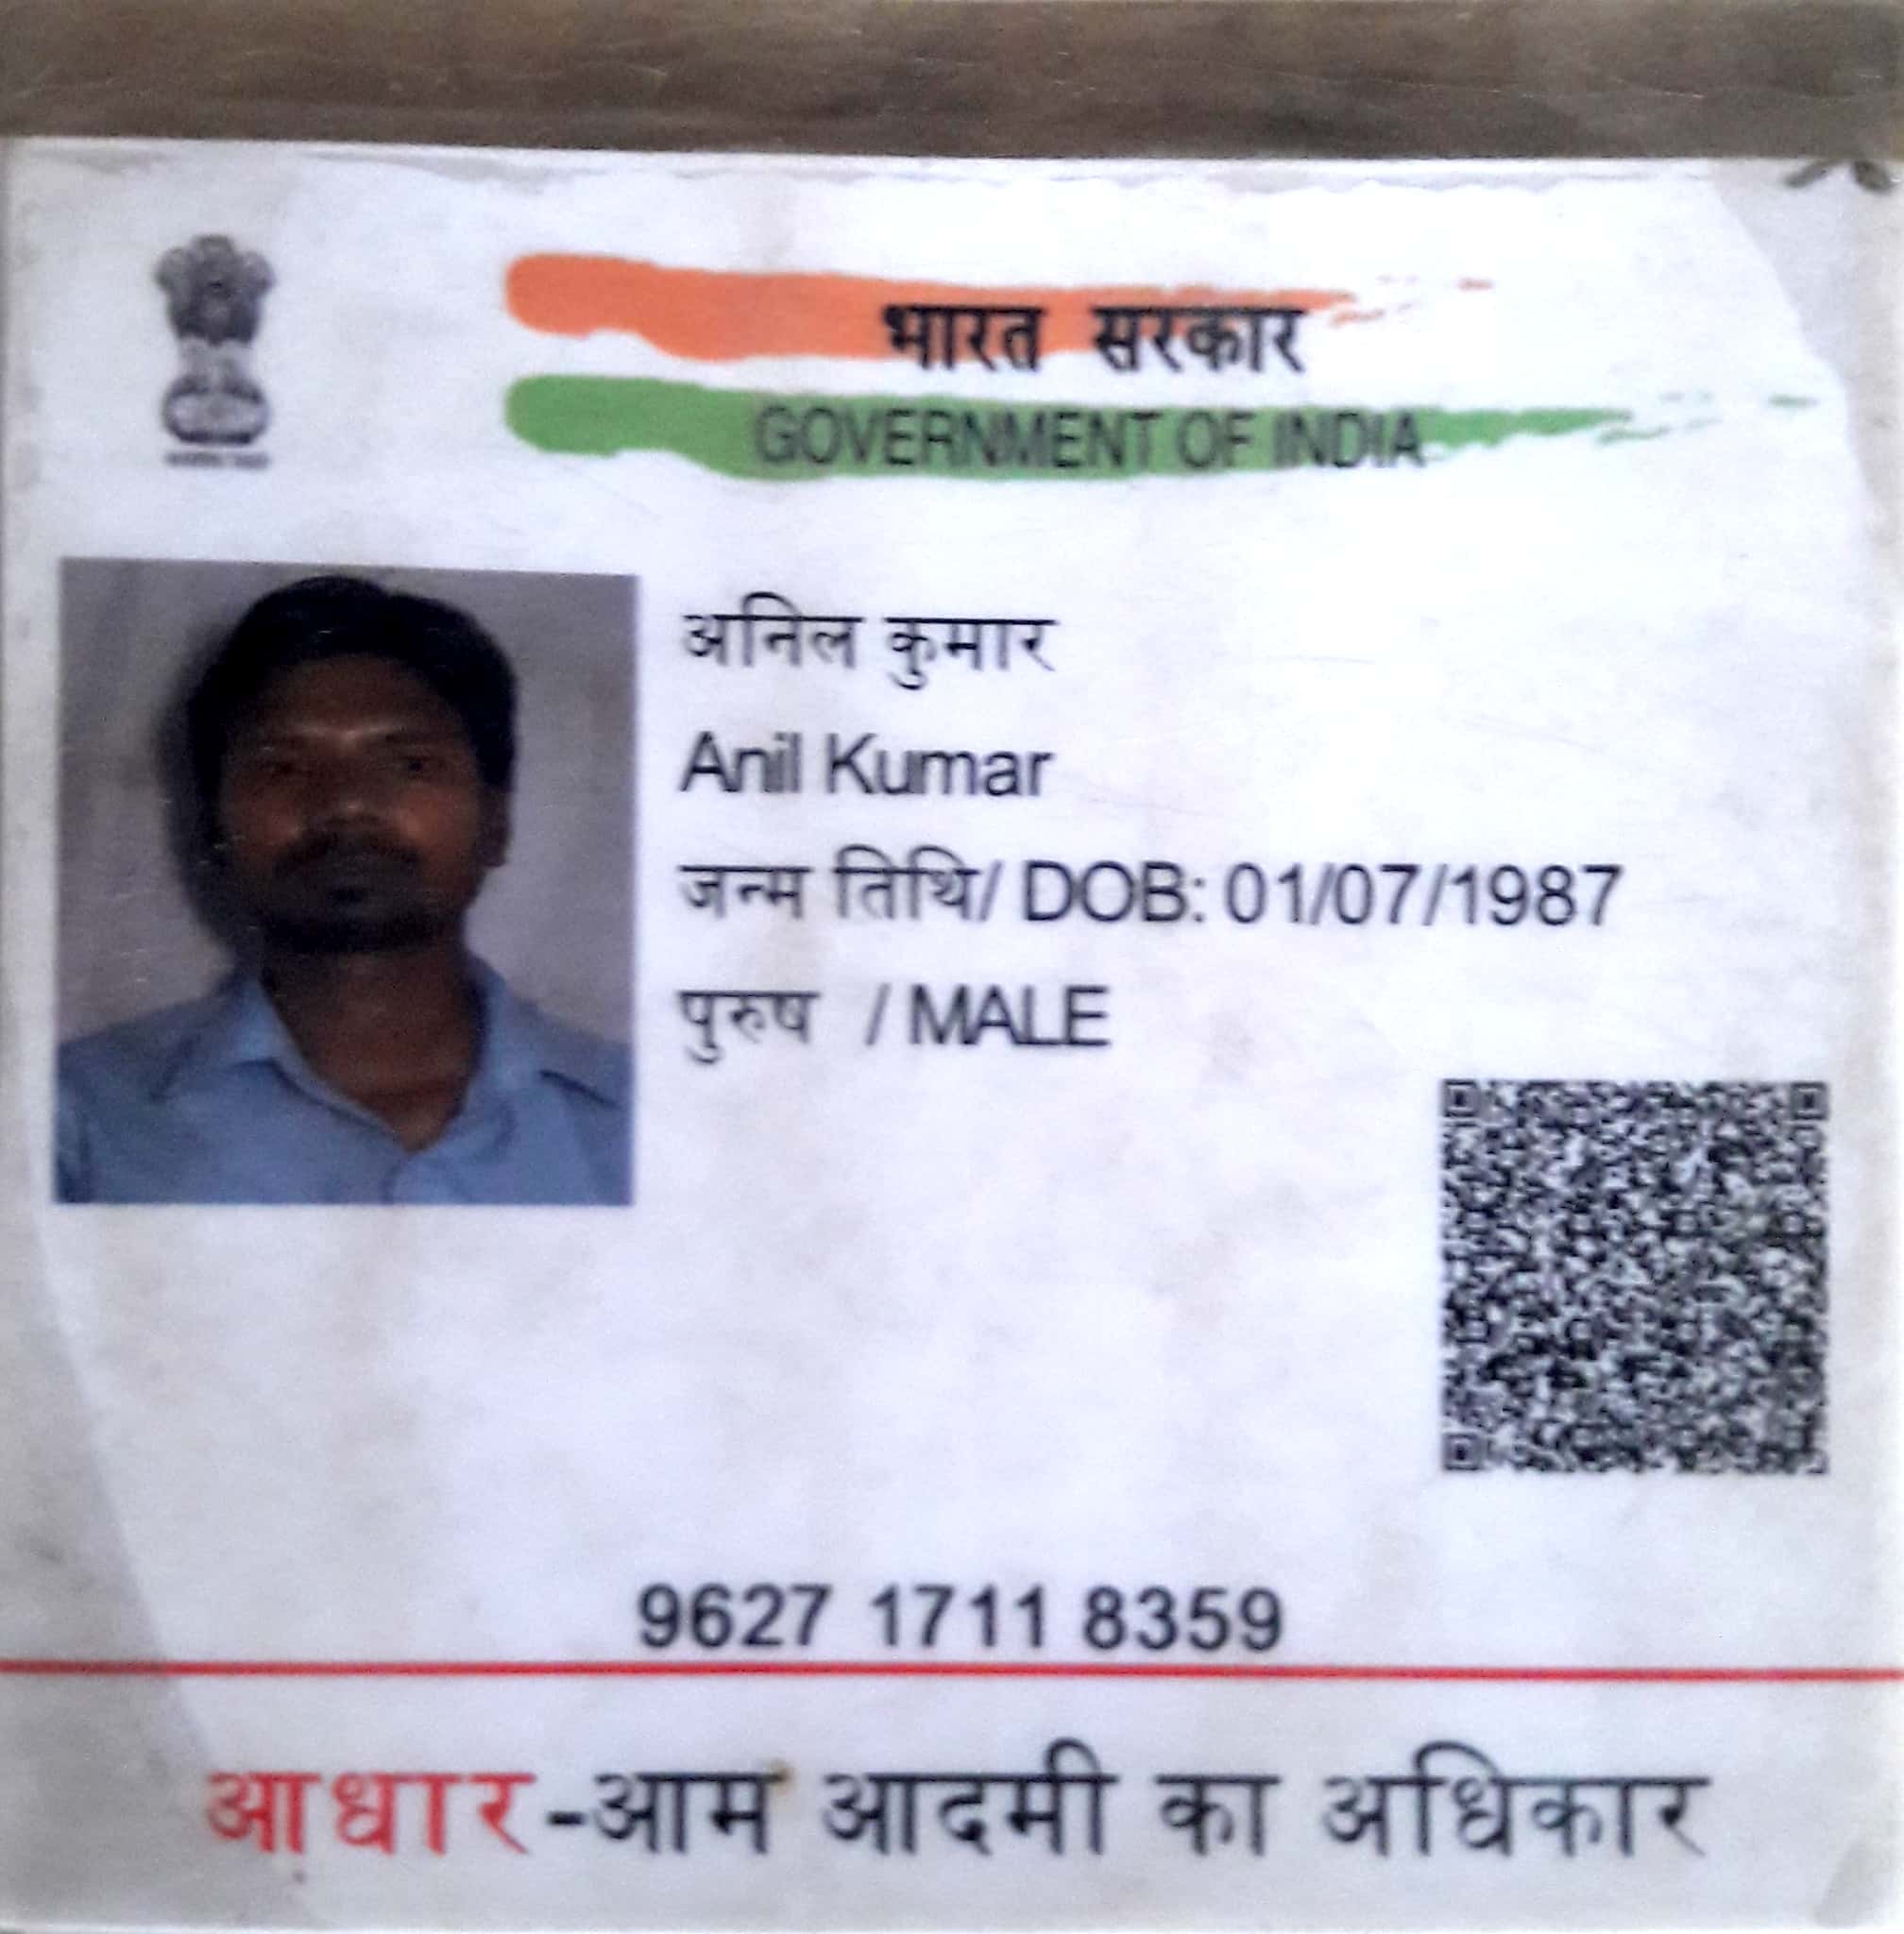 भारत सरकार
GOVERNMENT OF INDIA
अनिल कुमार
Anil Kumar
जन्म तिथि/ DOB: 01/07/1987
पुरुष / MALE
9627 1711 8359
आधार-आम आदमी का अधिकार